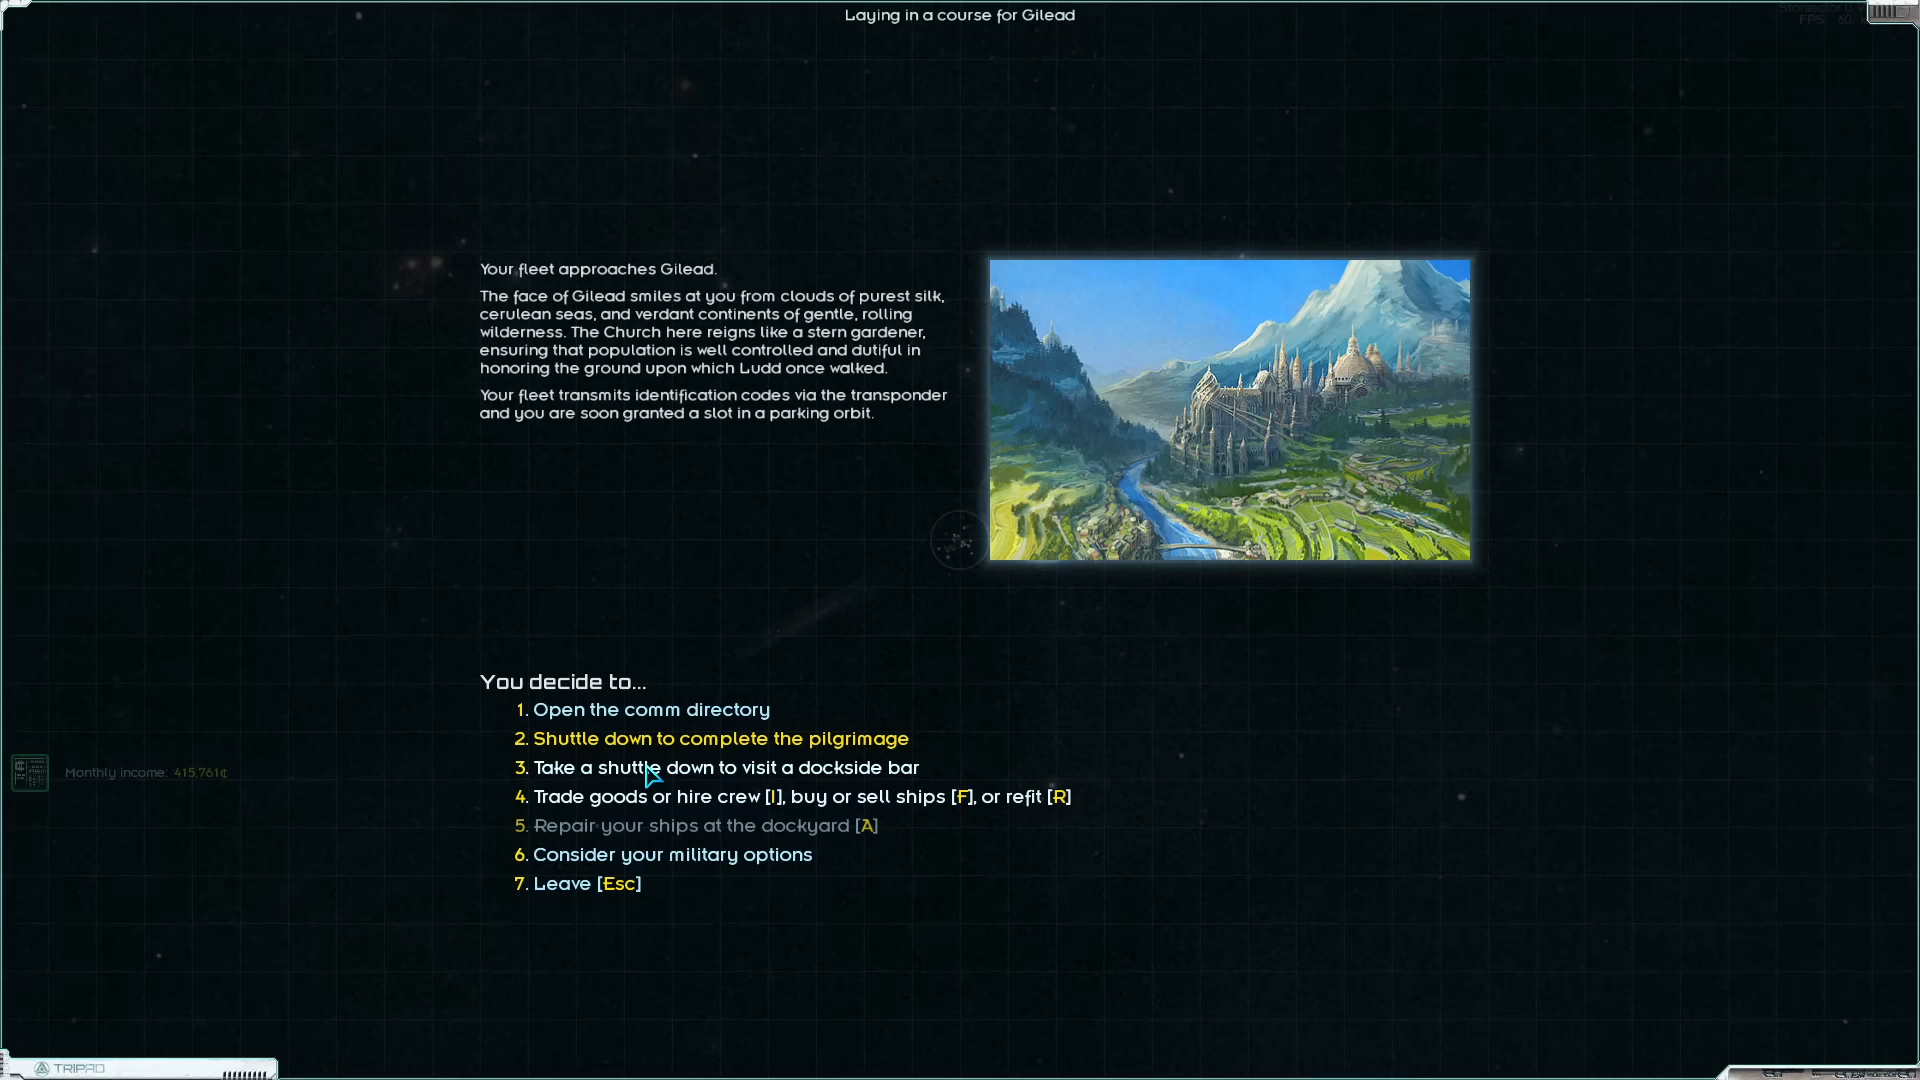 Laying in a course for Gilead
Your fleet approaches Gilead.
The face of Gilead smiles at you from clouds of purest silk,
cerulean seas, and verdant continents of gentle, rolling
wilderness. The Church here reigns like a stern gardener,
ensuring that population is well controlled and dutiful in
honoring the ground upon which Ludd once walked.
Your fleet transmits identification codes via the transponder
and you are soon granted a slot in a parking orbit.
You decide to...
1. Open the comm directory
2. Shuttle down to complete the pilgrimage
3. Take a shuttle down to visit a dockside bar
4. Trade goods or hire crew [I], buy or sell ships [F], or refit [R]
5. Repair your ships at the dockyard [A]
6. Consider your military options
7. Leave [Esc]
Monthly income: 415,761¢
TRIPAD